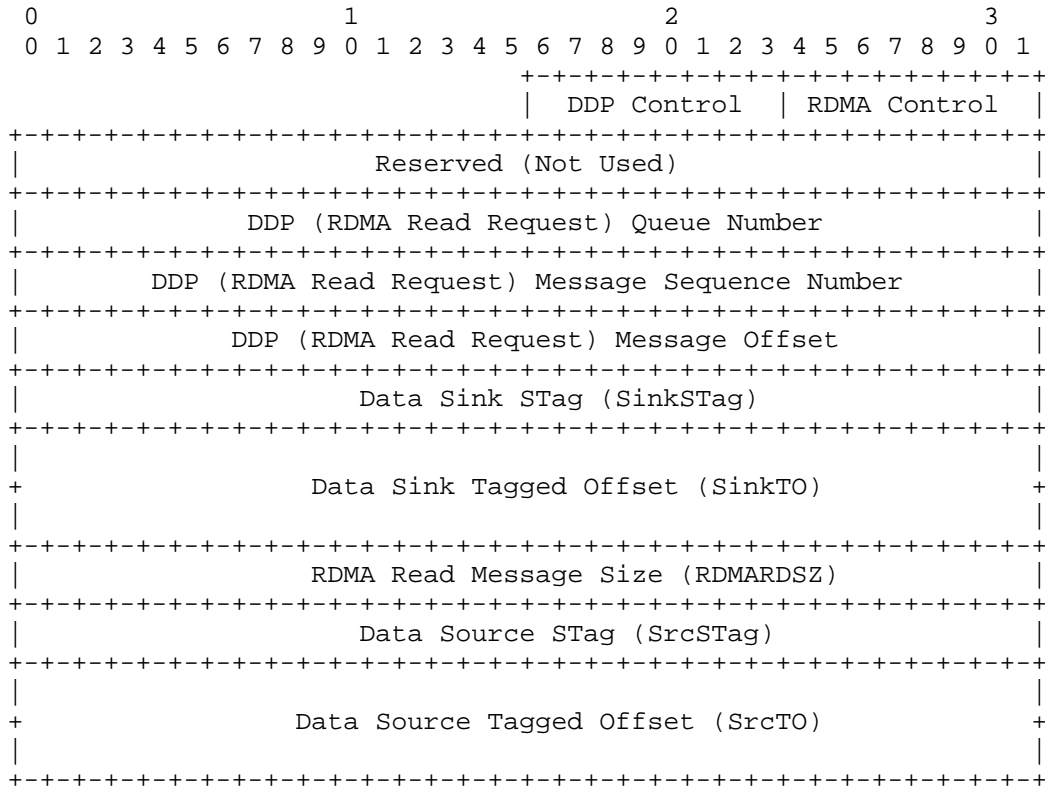 0                   1                   2                   3
 0 1 2 3 4 5 6 7 8 9 0 1 2 3 4 5 6 7 8 9 0 1 2 3 4 5 6 7 8 9 0 1
                                +-+-+-+-+-+-+-+-+-+-+-+-+-+-+-+-+
                                |  DDP Control  | RDMA Control  |
+-+-+-+-+-+-+-+-+-+-+-+-+-+-+-+-+-+-+-+-+-+-+-+-+-+-+-+-+-+-+-+-+
|                      Reserved (Not Used)                      |
+-+-+-+-+-+-+-+-+-+-+-+-+-+-+-+-+-+-+-+-+-+-+-+-+-+-+-+-+-+-+-+-+
|              DDP (RDMA Read Request) Queue Number             |
+-+-+-+-+-+-+-+-+-+-+-+-+-+-+-+-+-+-+-+-+-+-+-+-+-+-+-+-+-+-+-+-+
|        DDP (RDMA Read Request) Message Sequence Number        |
+-+-+-+-+-+-+-+-+-+-+-+-+-+-+-+-+-+-+-+-+-+-+-+-+-+-+-+-+-+-+-+-+
|             DDP (RDMA Read Request) Message Offset            |
+-+-+-+-+-+-+-+-+-+-+-+-+-+-+-+-+-+-+-+-+-+-+-+-+-+-+-+-+-+-+-+-+
|                     Data Sink STag (SinkSTag)                 |
+-+-+-+-+-+-+-+-+-+-+-+-+-+-+-+-+-+-+-+-+-+-+-+-+-+-+-+-+-+-+-+-+
|                                                               |
+                  Data Sink Tagged Offset (SinkTO)             +
|                                                               |
+-+-+-+-+-+-+-+-+-+-+-+-+-+-+-+-+-+-+-+-+-+-+-+-+-+-+-+-+-+-+-+-+
|                  RDMA Read Message Size (RDMARDSZ)            |
+-+-+-+-+-+-+-+-+-+-+-+-+-+-+-+-+-+-+-+-+-+-+-+-+-+-+-+-+-+-+-+-+
|                     Data Source STag (SrcSTag)                |
+-+-+-+-+-+-+-+-+-+-+-+-+-+-+-+-+-+-+-+-+-+-+-+-+-+-+-+-+-+-+-+-+
|                                                               |
+                 Data Source Tagged Offset (SrcTO)             +
|                                                               |
+-+-+-+-+-+-+-+-+-+-+-+-+-+-+-+-+-+-+-+-+-+-+-+-+-+-+-+-+-+-+-+-+